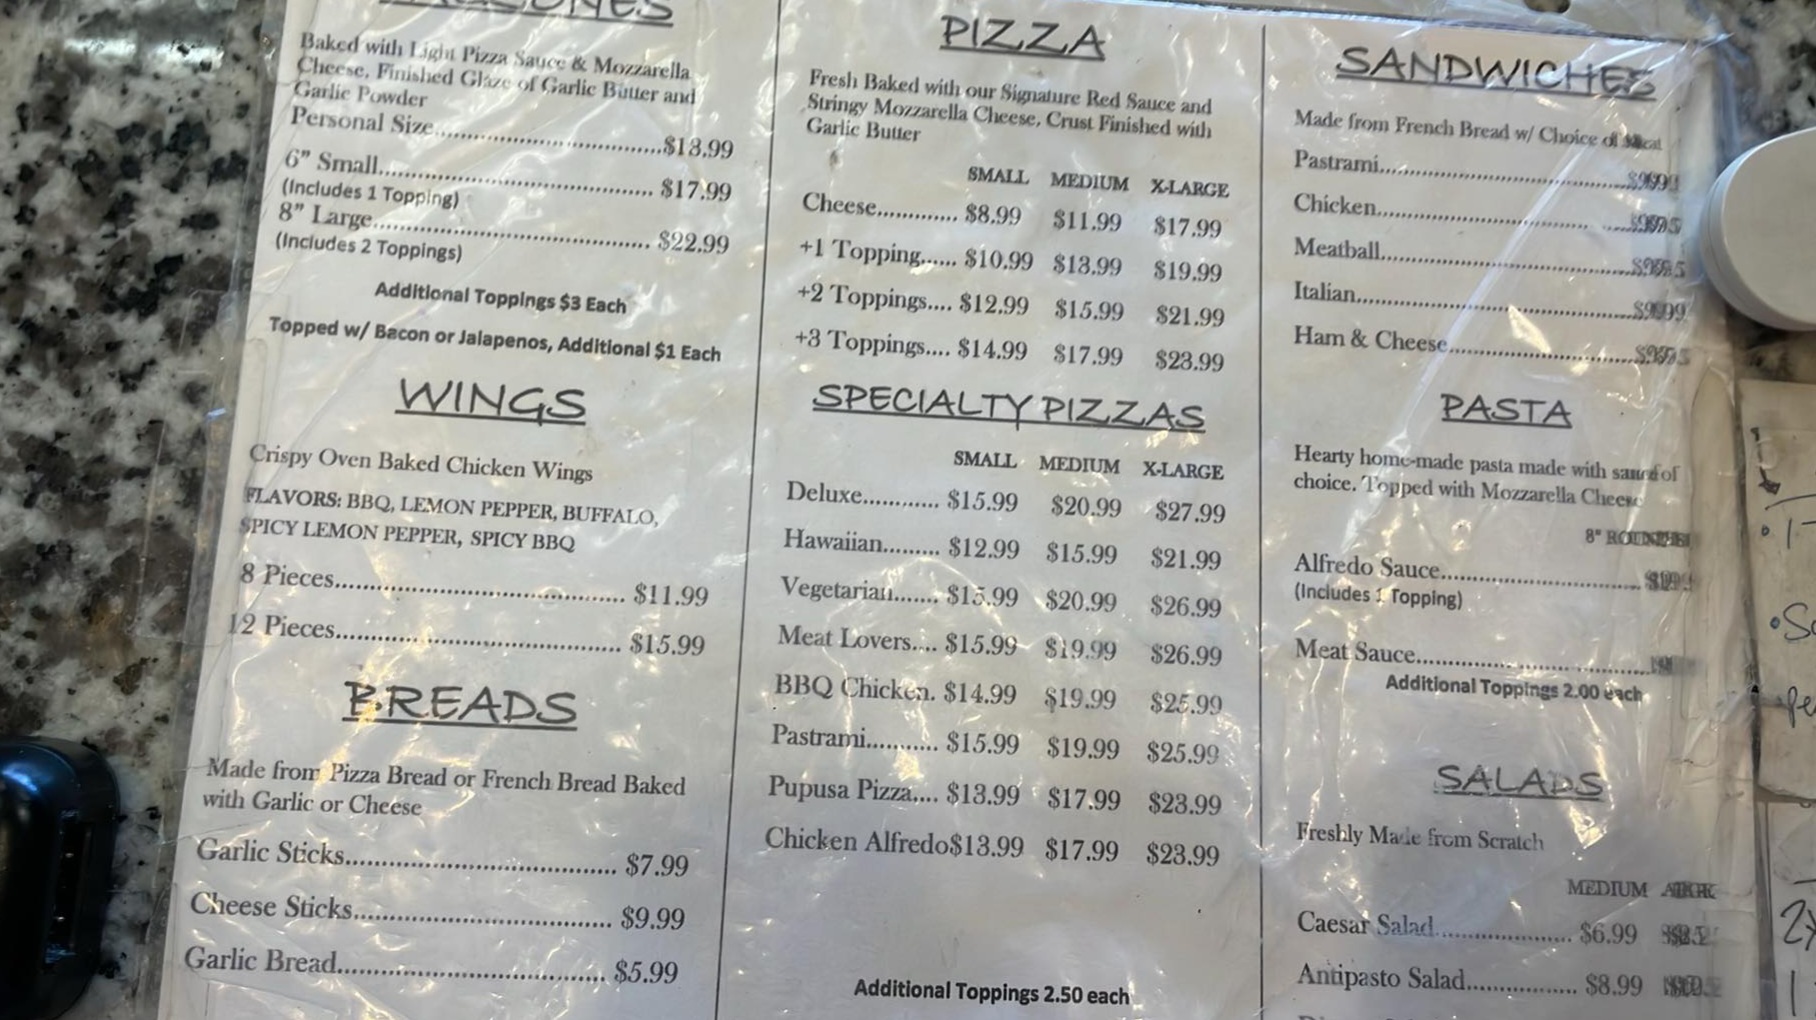 Baked with Light Pizza Sauce & Mozzarella
Cheese, Finished Glaze of Garlic Butter and
Garlic Powder
Personal Size....................................$13.99
6" Small............................................ $17.99
(Includes 1 Topping)
8" Large............................................ $22.99
(Includes 2 Toppings)
Additional Toppings $3 Each
Topped w/ Bacon or Jalapenos, Additional $1 Each
WINGS
Crispy Oven Baked Chicken Wings
FLAVORS: BBQ, LEMON PEPPER, BUFFALO,
SPICY LEMON PEPPER, SPICY BBQ
8 Pieces.............................................. $11.99
12 Pieces............................................. $15.99
BREADS
Made from Pizza Bread or French Bread Baked
with Garlic or Cheese
Garlic Sticks........................................... $7.99
Cheese Sticks......................................... $9.99
Garlic Bread........................................... $5.99
PIZZA
Fresh Baked with our Signature Red Sauce and
Stringy Mozzarella Cheese, Crust Finished with
Garlic Butter
SMALL MEDIUM X-LARGE
Cheese............. $8.99 $11.99 $17.99
+1 Topping...... $10.99 $13.99 $19.99
+2 Toppings.... $12.99 $15.99 $21.99
+3 Toppings.... $14.99 $17.99 $23.99
SPECIALTY PIZZAS
SMALL MEDIUM X-LARGE
Deluxe............ $15.99 $20.99 $27.99
Hawaiian......... $12.99 $15.99 $21.99
Vegetarian....... $15.99 $20.99 $26.99
Meat Lovers.... $15.99 $19.99 $26.99
BBQ Chicken. $14.99 $19.99 $25.99
Pastrami........... $15.99 $19.99 $25.99
Pupusa Pizza.... $13.99 $17.99 $23.99
Chicken Alfredo$13.99 $17.99 $23.99
Additional Toppings 2.50 each
SANDWICHES
Made from French Bread w/ Choice of Meat
Pastrami..............................................
Chicken...............................................
Meatball..............................................
Italian..................................................
Ham & Cheese...................................
PASTA
Hearty home-made pasta made with sauce of
choice. Topped with Mozzarella Cheese
8"
Alfredo Sauce.....................................
(Includes 1 Topping)
Meat Sauce..........................................
Additional Toppings 2.00 each
SALADS
Freshly Made from Scratch
MEDIUM
Caesar Salad........................ $6.99
Antipasto Salad................... $8.99